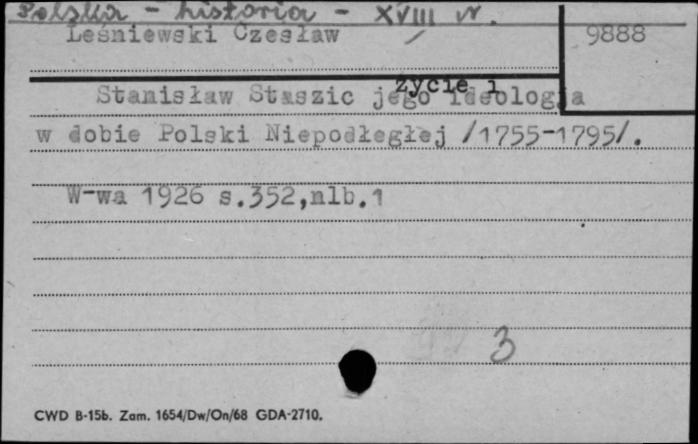 Polska - historia - XVIII w.
Leśniewski Czesław
9888
życie i
Stanisław Staszic jego ideologja
w dobie Polski Niepodległej /1755-1795/.
W-wa 1926 s.352,nlb.1
3
CWD B-15b. Zam. 1654/Dw/On/68 GDA-2710.